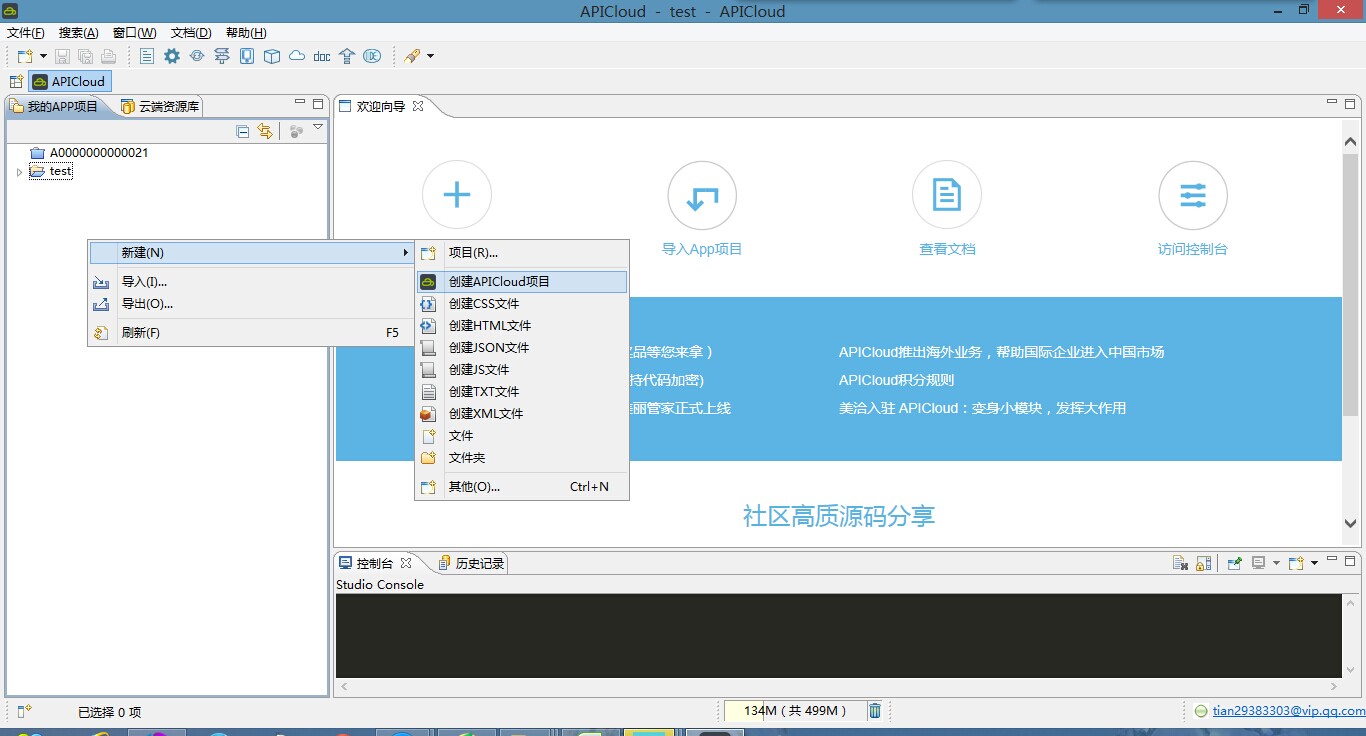 APICloud - test - APICloud
文件(F) 搜索(A) 窗口(W) 文档(D) 帮助(H)
doc
APICloud
我的APP项目 云端资源库
欢迎向导
A0000000000021
test
导入App项目 查看文档 访问控制台
新建(N)
导入(I)...
导出(O)...
刷新(F) F5
项目(R)...
创建APICloud项目
创建CSS文件
创建HTML文件
创建JSON文件
创建JS文件
创建TXT文件
创建XML文件
文件
文件夹
其他(O)... Ctrl+N
品等您来拿） APICloud推出海外业务，帮助国际企业进入中国市场
持代码加密) APICloud积分规则
丽管家正式上线 美洽入驻 APICloud：变身小模块，发挥大作用
社区高质源码分享
控制台 历史记录
Studio Console
已选择 0 项
134M（共 499M）
tian29383303@vip.qq.com